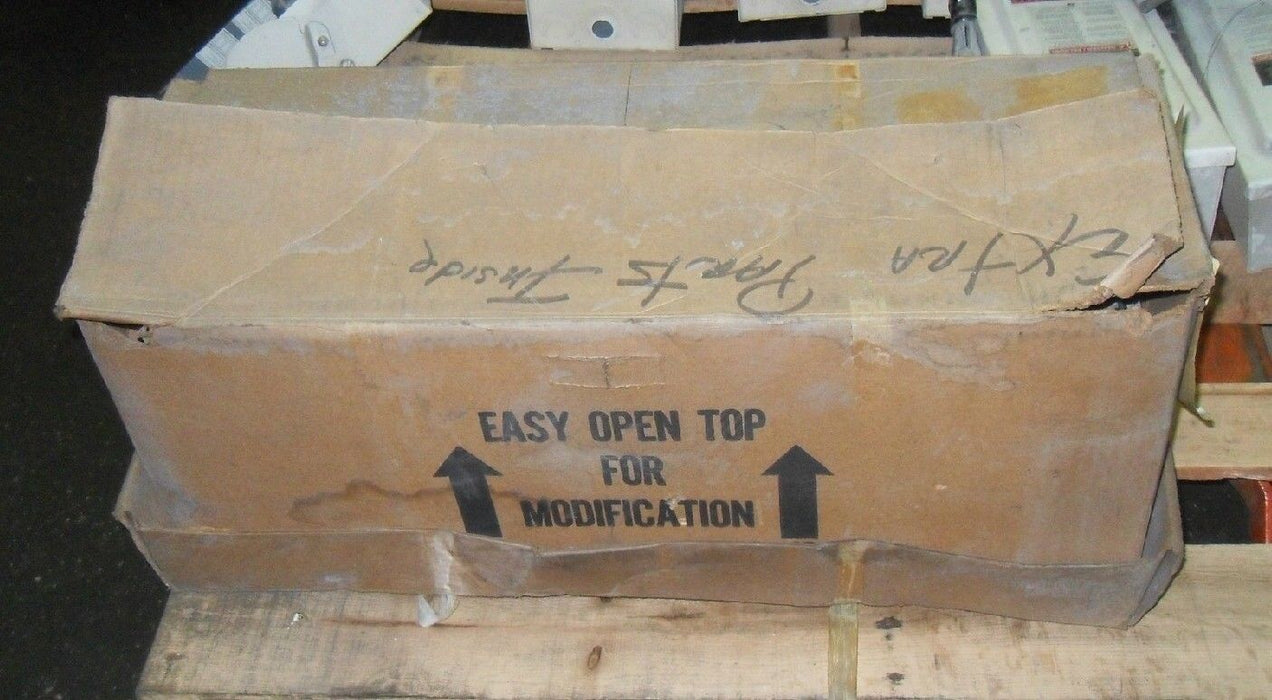 Extra Parts Inside
EASY OPEN TOP
FOR
MODIFICATION